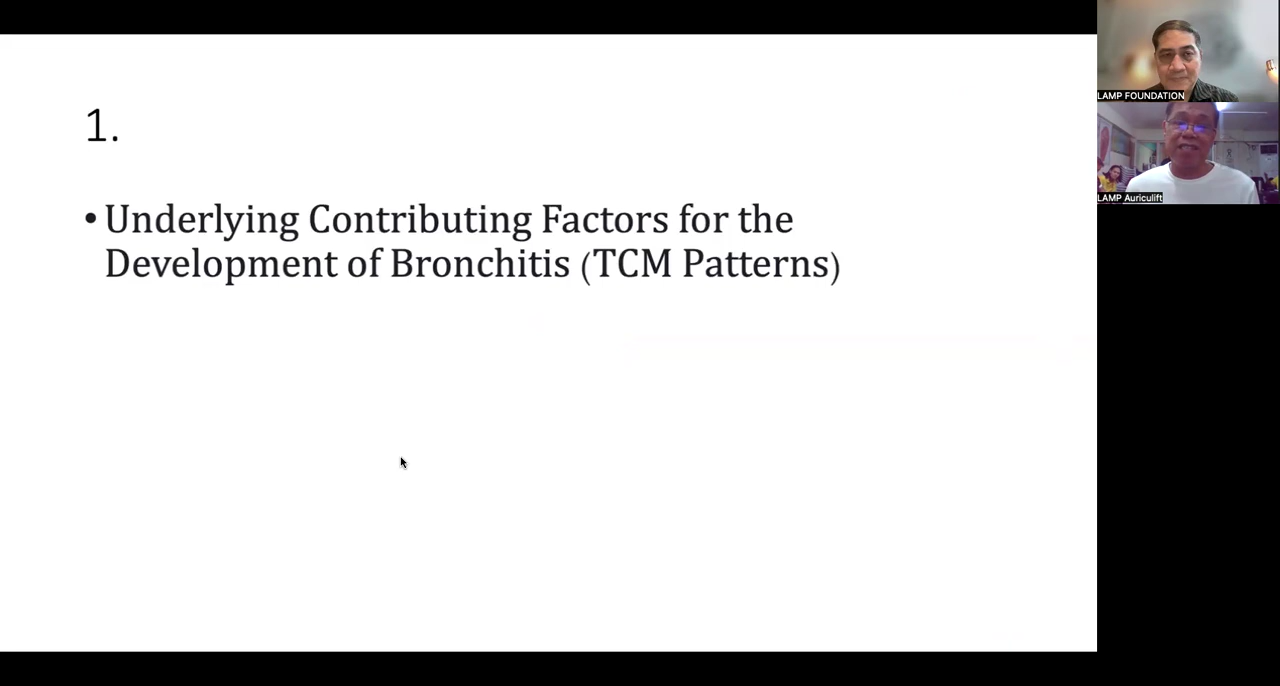 1.
• Underlying Contributing Factors for the
Development of Bronchitis (TCM Patterns)
LAMP FOUNDATION
LAMP Auriculift